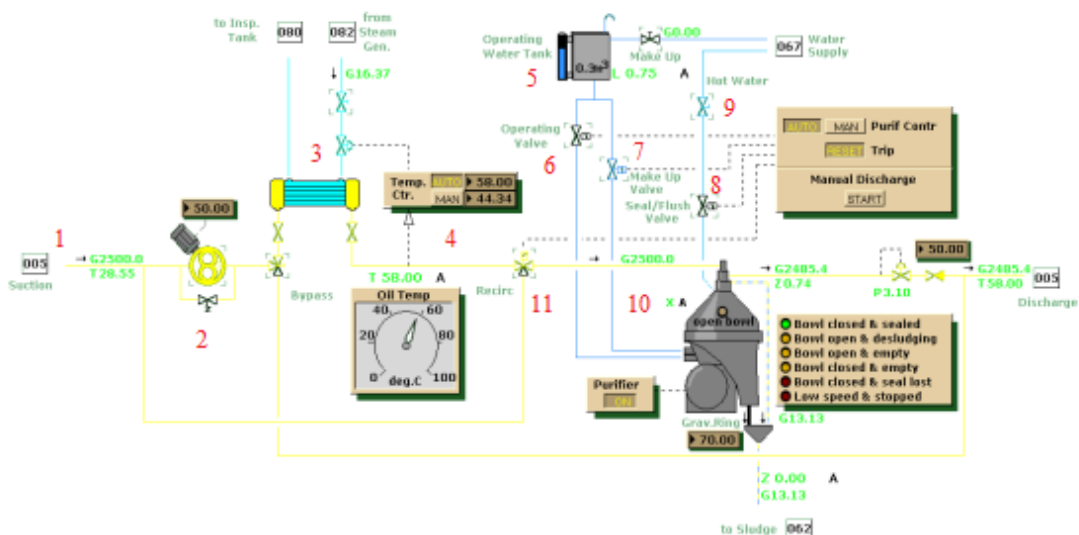 to Insp.
Tank
080
082
from
Steam
Gen.
G16.37
Operating
Water Tank
0.3m³
L 0.75 A
G0.00
Make Up
067
Water
Supply
Hot Water
5
9
3
Operating
Valve
6
7
Make Up
Valve
8
Seal/Flush
Valve
AUTO MAN Purif Contr
RESET Trip
Manual Discharge
START
Temp. AUTO 58.00
Ctr. MAN 44.34
4
50.00
1
005
Suction
G2500.0
T28.55
2
Bypass
T 58.00 A
Recirc
11
G2500.0
10
X A
open bowl
G2485.4
Z 0.74
P3.10
50.00
G2485.4
T58.00
005
Discharge
Oil Temp
0 20 40 60 80 100
deg.C
Bowl closed & sealed
Bowl open & desludging
Bowl open & empty
Bowl closed & empty
Bowl closed & seal lost
Low speed & stopped
Purifier
ON
Grav.Ring
70.00
G13.13
Z 0.00 A
G13.13
to Sludge 062